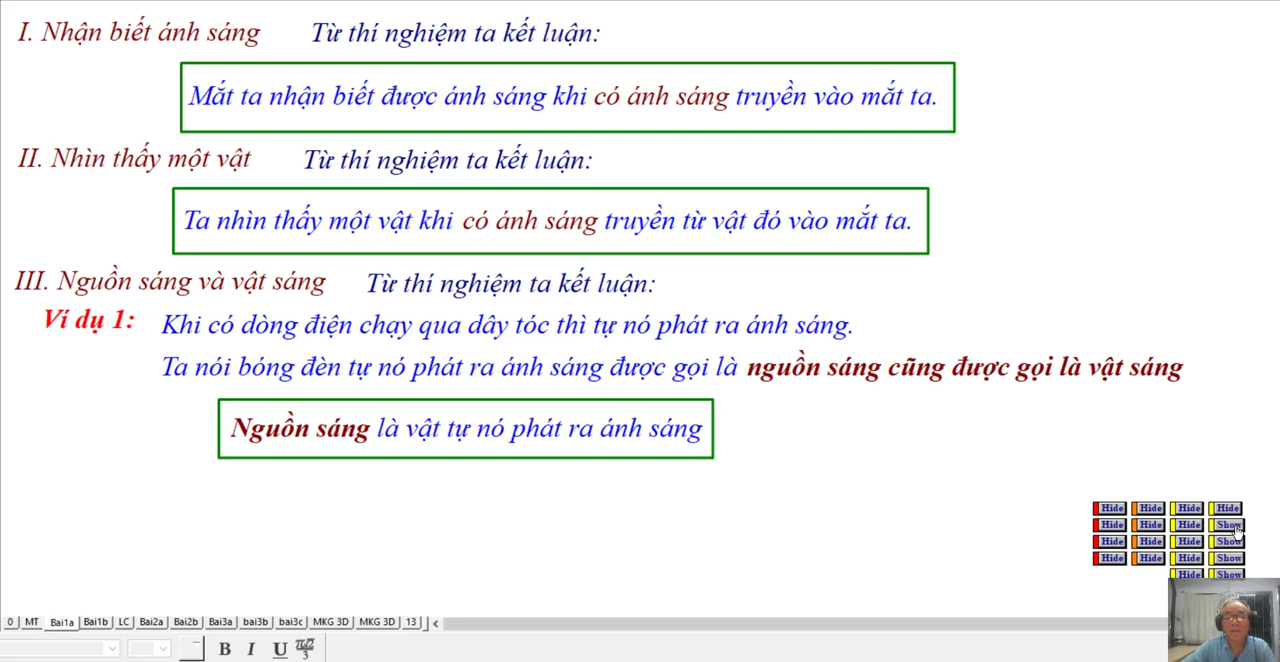 I. Nhận biết ánh sáng Từ thí nghiệm ta kết luận:
Mắt ta nhận biết được ánh sáng khi có ánh sáng truyền vào mắt ta.
II. Nhìn thấy một vật Từ thí nghiệm ta kết luận:
Ta nhìn thấy một vật khi có ánh sáng truyền từ vật đó vào mắt ta.
III. Nguồn sáng và vật sáng Từ thí nghiệm ta kết luận:
Ví dụ 1: Khi có dòng điện chạy qua dây tóc thì tự nó phát ra ánh sáng.
Ta nói bóng đèn tự nó phát ra ánh sáng được gọi là nguồn sáng cũng được gọi là vật sáng
Nguồn sáng là vật tự nó phát ra ánh sáng
Hide Hide Hide Hide
Hide Hide Hide Show
Hide Hide Hide Show
Hide Hide Hide Show
Hide Show
0 MT Bai1a Bai1b LC Bai2a Bai2b Bai3a bai3b bai3c MKG 3D MKG 3D 13 <
B I U